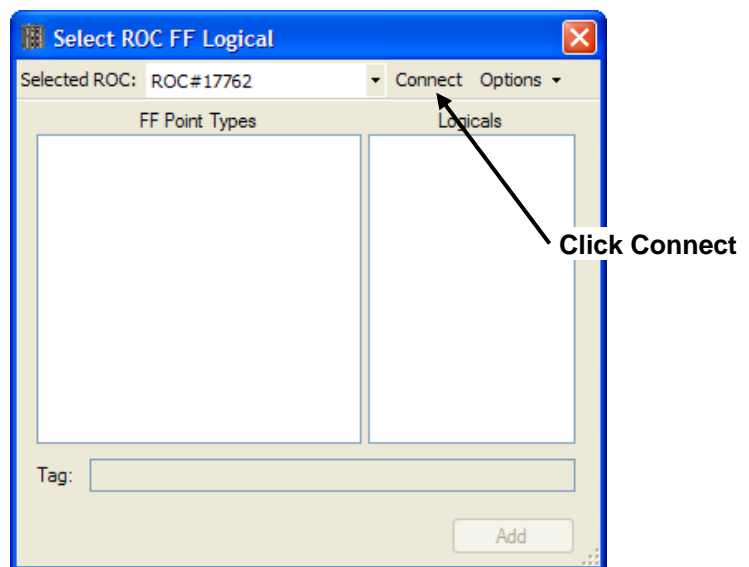 Select ROC FF Logical
Selected ROC: ROC#17762 Connect Options
FF Point Types Logicals
Click Connect
Tag:
Add